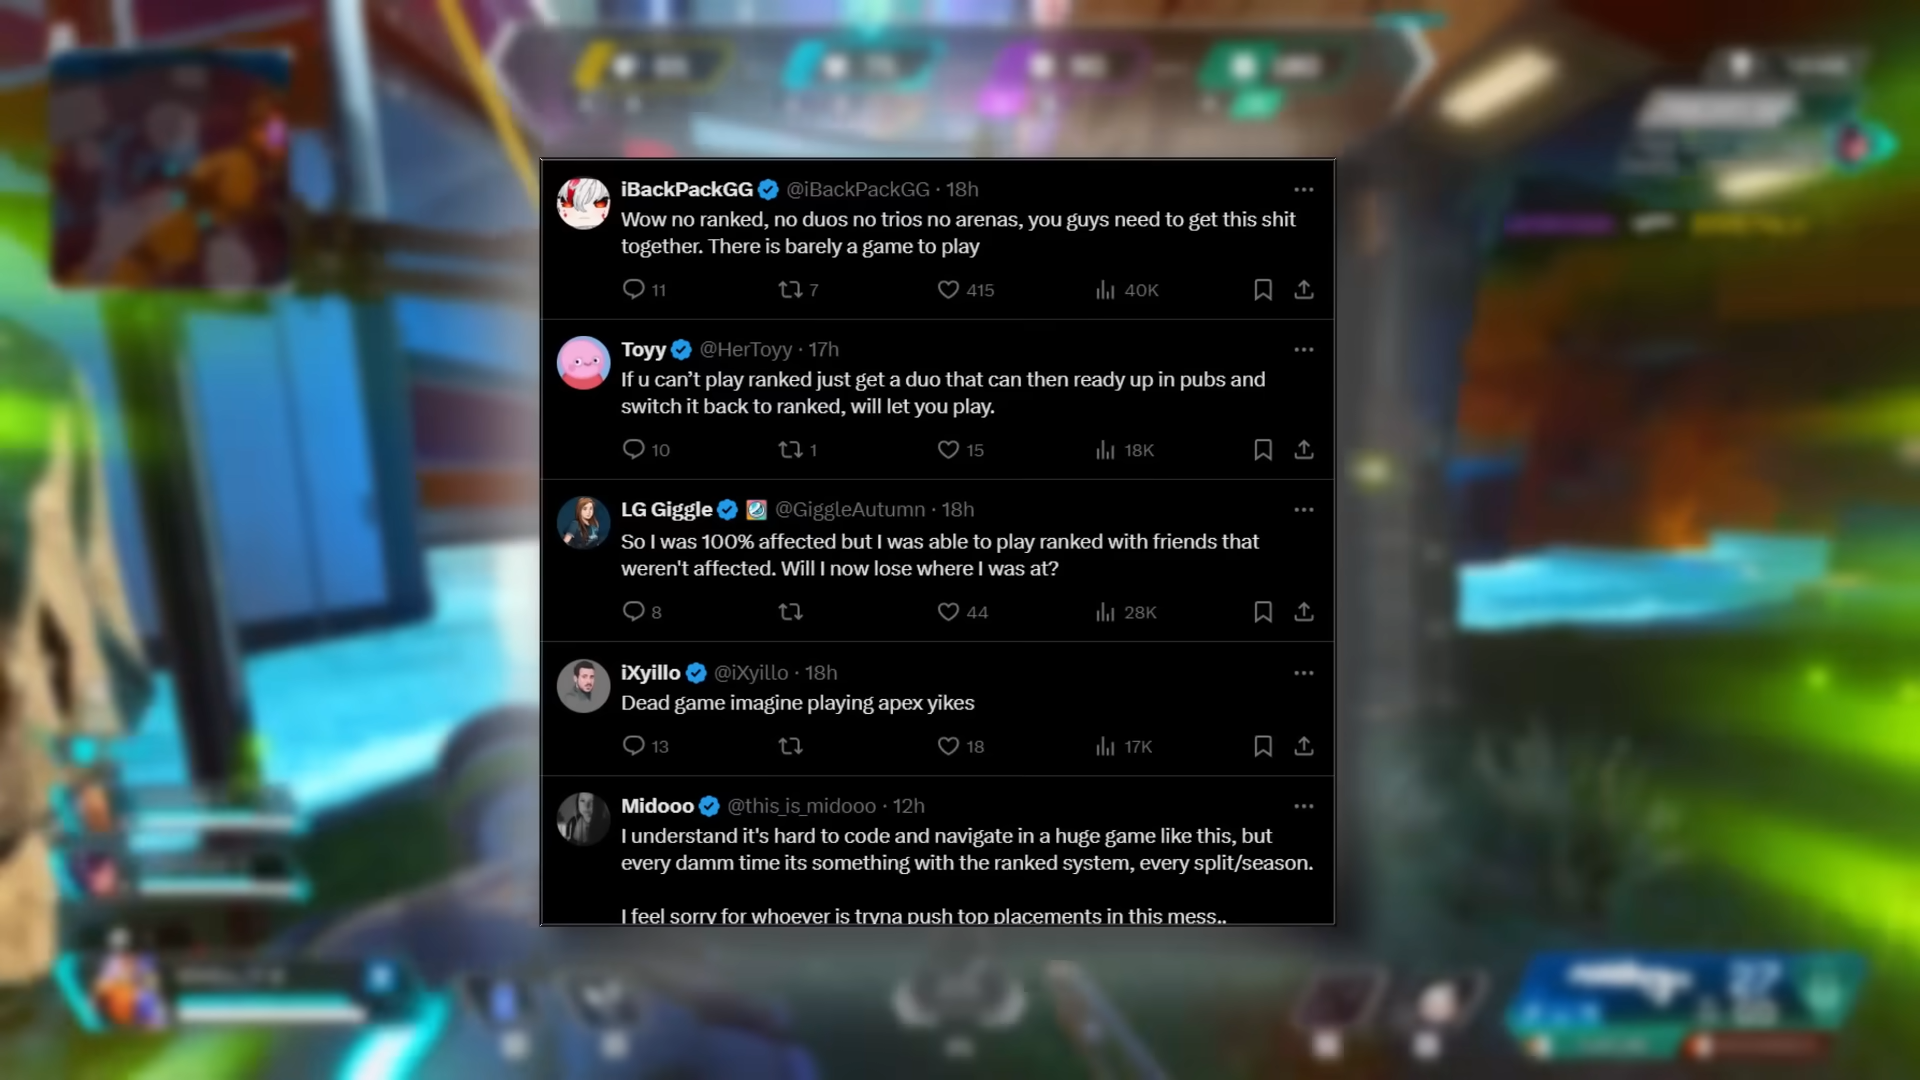 iBackPackGG @iBackPackGG · 18h
Wow no ranked, no duos no trios no arenas, you guys need to get this shit
together. There is barely a game to play
11 7 415 40K
Toyy @HerToyy · 17h
If u can’t play ranked just get a duo that can then ready up in pubs and
switch it back to ranked, will let you play.
10 1 15 18K
LG Giggle @GiggleAutumn · 18h
So I was 100% affected but I was able to play ranked with friends that
weren't affected. Will I now lose where I was at?
8 44 28K
iXyillo @iXyillo · 18h
Dead game imagine playing apex yikes
13 18 17K
Midooo @this_is_midooo · 12h
I understand it's hard to code and navigate in a huge game like this, but
every damm time its something with the ranked system, every split/season.
I feel sorry for whoever is tryna push top placements in this mess..
27